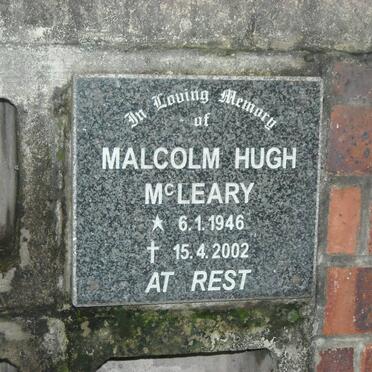 In Loving Memory
of
MALCOLM HUGH
McLEARY
★ 6.1.1946
† 15.4.2002
AT REST